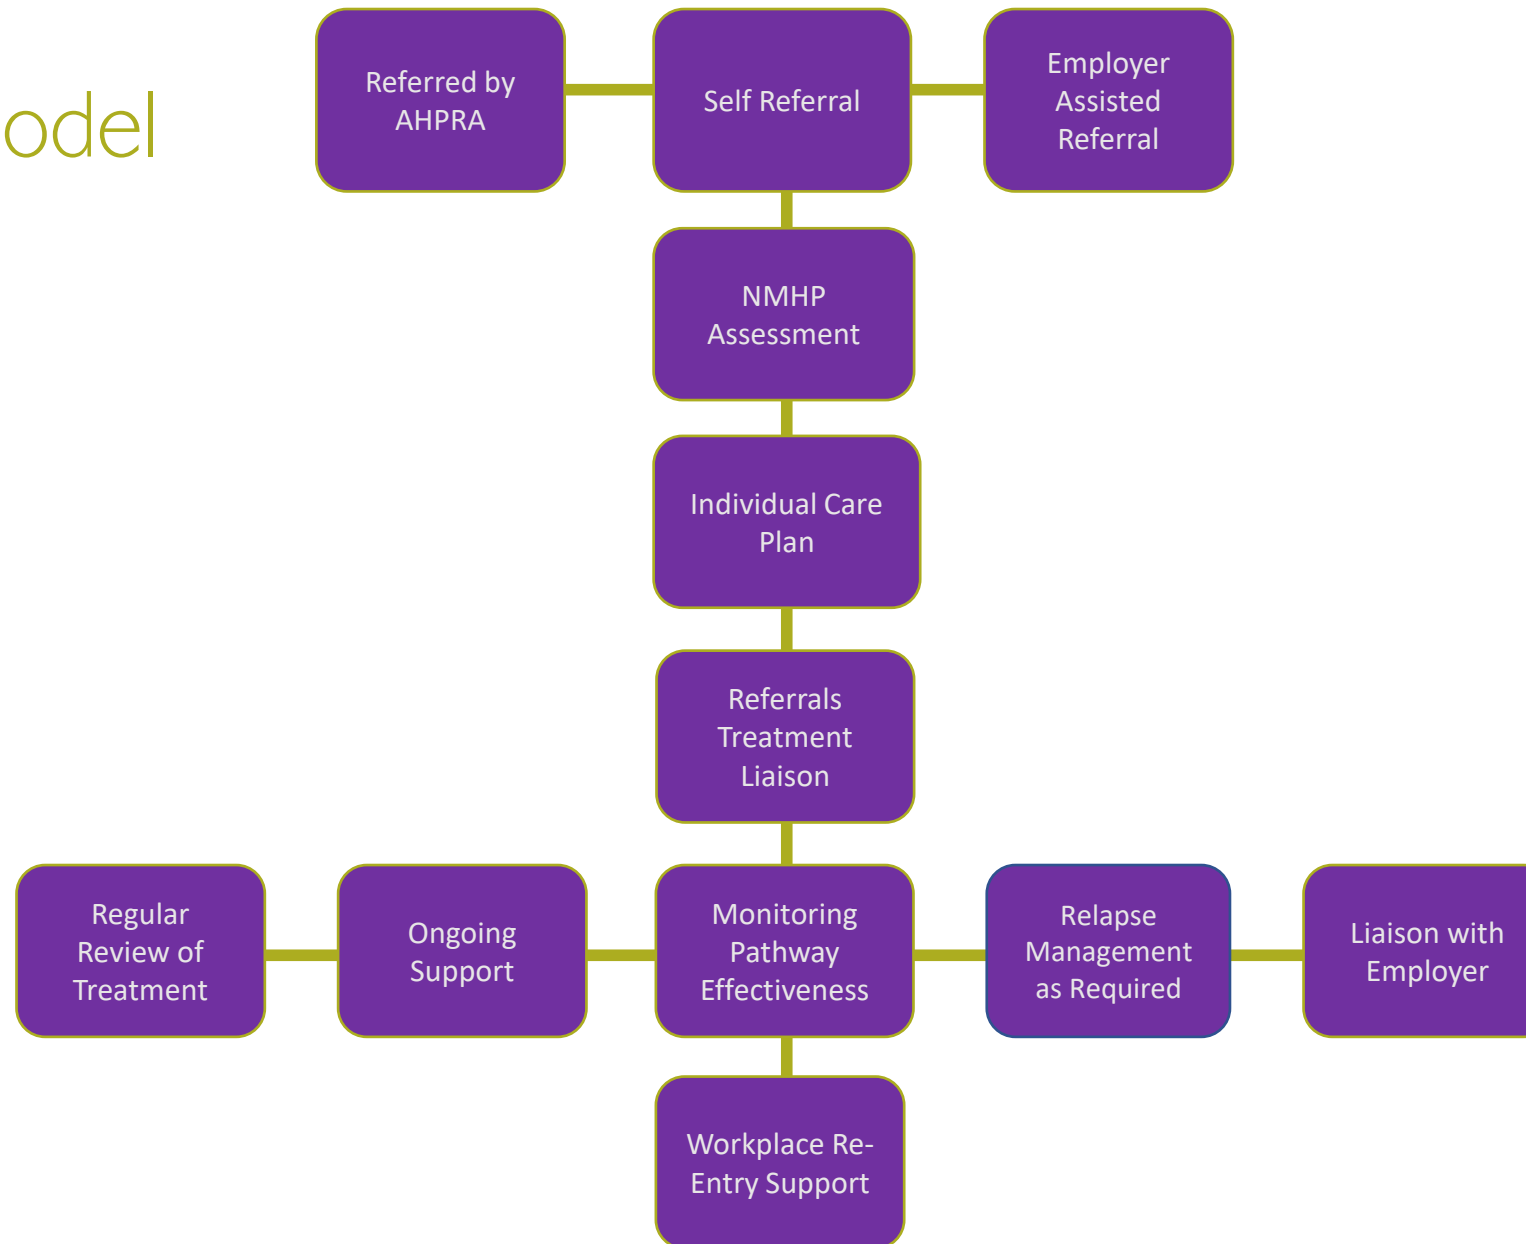 odel
Referred by
AHPRA
Self Referral
Employer
Assisted
Referral
NMHP
Assessment
Individual Care
Plan
Referrals
Treatment
Liaison
Regular
Review of
Treatment
Ongoing
Support
Monitoring
Pathway
Effectiveness
Relapse
Management
as Required
Liaison with
Employer
Workplace Re-
Entry Support